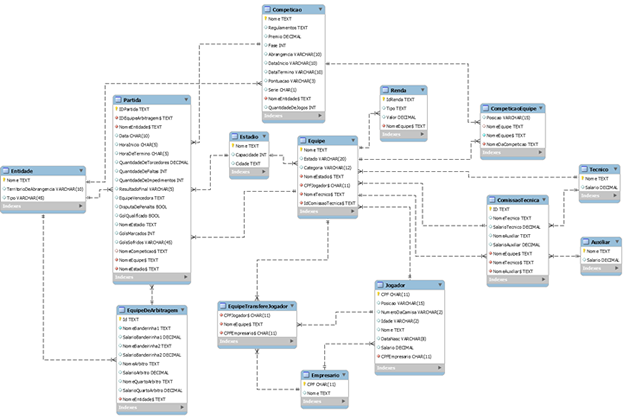 Competicao
Nome TEXT
Regulamentos TEXT
Premio DECIMAL
Fase INT
Abrangencia VARCHAR(10)
DataInicio VARCHAR(10)
DataTermino VARCHAR(10)
Pontuacao VARCHAR(3)
Serie CHAR(1)
NomeEntidade$ TEXT
QuantidadeDeJogos INT
Indexes
Partida
IDPartida TEXT
IDEquipeArbitragem$ TEXT
NomeEntidade$ TEXT
Data CHAR(10)
HoraInicio CHAR(5)
HoraDeTermino CHAR(5)
QuantidadeDeTorcedores DECIMAL
QuantidadeDeFaltas INT
QuantidadeDeImpedimentos INT
ResultadoFinal VARCHAR(5)
EquipeVencedora TEXT
DisputaDePenaltis BOOL
GolQualificado BOOL
NomeEstadio TEXT
GolsMarcados INT
GolsSofridos VARCHAR(45)
NomeCompeticao$ TEXT
NomeEquipe$ TEXT
NomeEstadio$ TEXT
Indexes
Entidade
Nome TEXT
TerritorioDeAbrangencia VARCHAR(10)
Tipo VARCHAR(45)
Indexes
Estadio
Nome TEXT
Capacidade INT
Cidade TEXT
Indexes
Equipe
Nome TEXT
Estado VARCHAR(20)
Categoria VARCHAR(12)
NomeEstadio$ TEXT
CPFJogador$ CHAR(11)
NomeTecnico$ TEXT
IdComissaoTecnica$ TEXT
Indexes
Renda
IdRenda TEXT
Tipo TEXT
Valor DECIMAL
NomeEquipe$ TEXT
Indexes
CompeticaoEquipe
Posicao VARCHAR(15)
NomeEquipe TEXT
NomeEquipe$ TEXT
NomeDaCompeticao TEXT
Indexes
Tecnico
Nome TEXT
Salario DECIMAL
Indexes
ComissaoTecnica
ID TEXT
NomeTecnico TEXT
SalarioTecnico DECIMAL
NomeAuxiliar TEXT
SalarioAuxiliar DECIMAL
NomeEquipe$ TEXT
NomeTecnico$ TEXT
NomeAuxiliar$ TEXT
Indexes
Auxiliar
Nome TEXT
Salario DECIMAL
Indexes
EquipeDeArbitragem
Id TEXT
NomeBandeirinha1 TEXT
SalarioBandeirinha1 DECIMAL
NomeBandeirinha2 TEXT
SalarioBandeirinha2 DECIMAL
NomeArbitro TEXT
SalarioArbitro DECIMAL
NomeQuartoArbitro TEXT
SalarioQuartoArbitro DECIMAL
NomeEntidade$ TEXT
Indexes
EquipeTransfereJogador
CPFJogador$ CHAR(11)
NomeEquipe$ TEXT
CPFEmpresario$ CHAR(11)
Indexes
Jogador
CPF CHAR(11)
Posicao VARCHAR(15)
NumeroDaCamisa VARCHAR(2)
Idade VARCHAR(2)
Nome TEXT
DataNasc VARCHAR(8)
Salario DECIMAL
CPFEmpresario CHAR(11)
Indexes
Empresario
CPF CHAR(11)
Nome TEXT
Indexes